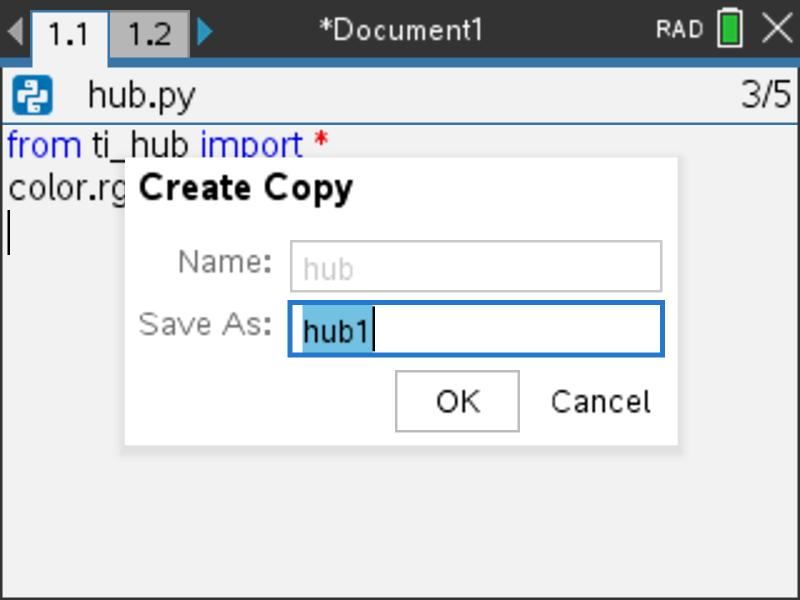 1.1 1.2 *Document1 RAD
hub.py 3/5
from ti_hub import *
color.rg
Create Copy
Name: hub
Save As: hub1
OK Cancel